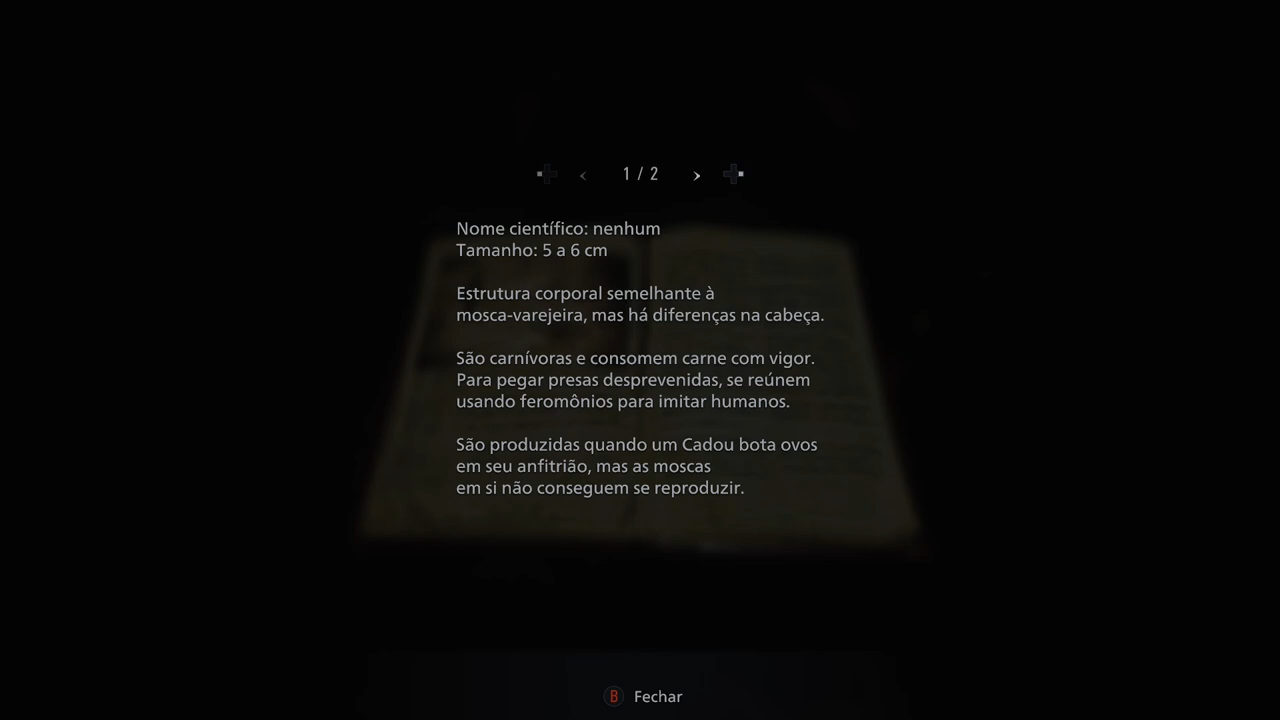 1 / 2
Nome científico: nenhum
Tamanho: 5 a 6 cm
Estrutura corporal semelhante à
mosca-varejeira, mas há diferenças na cabeça.
São carnívoras e consomem carne com vigor.
Para pegar presas desprevenidas, se reúnem
usando feromônios para imitar humanos.
São produzidas quando um Cadou bota ovos
em seu anfitrião, mas as moscas
em si não conseguem se reproduzir.
B Fechar